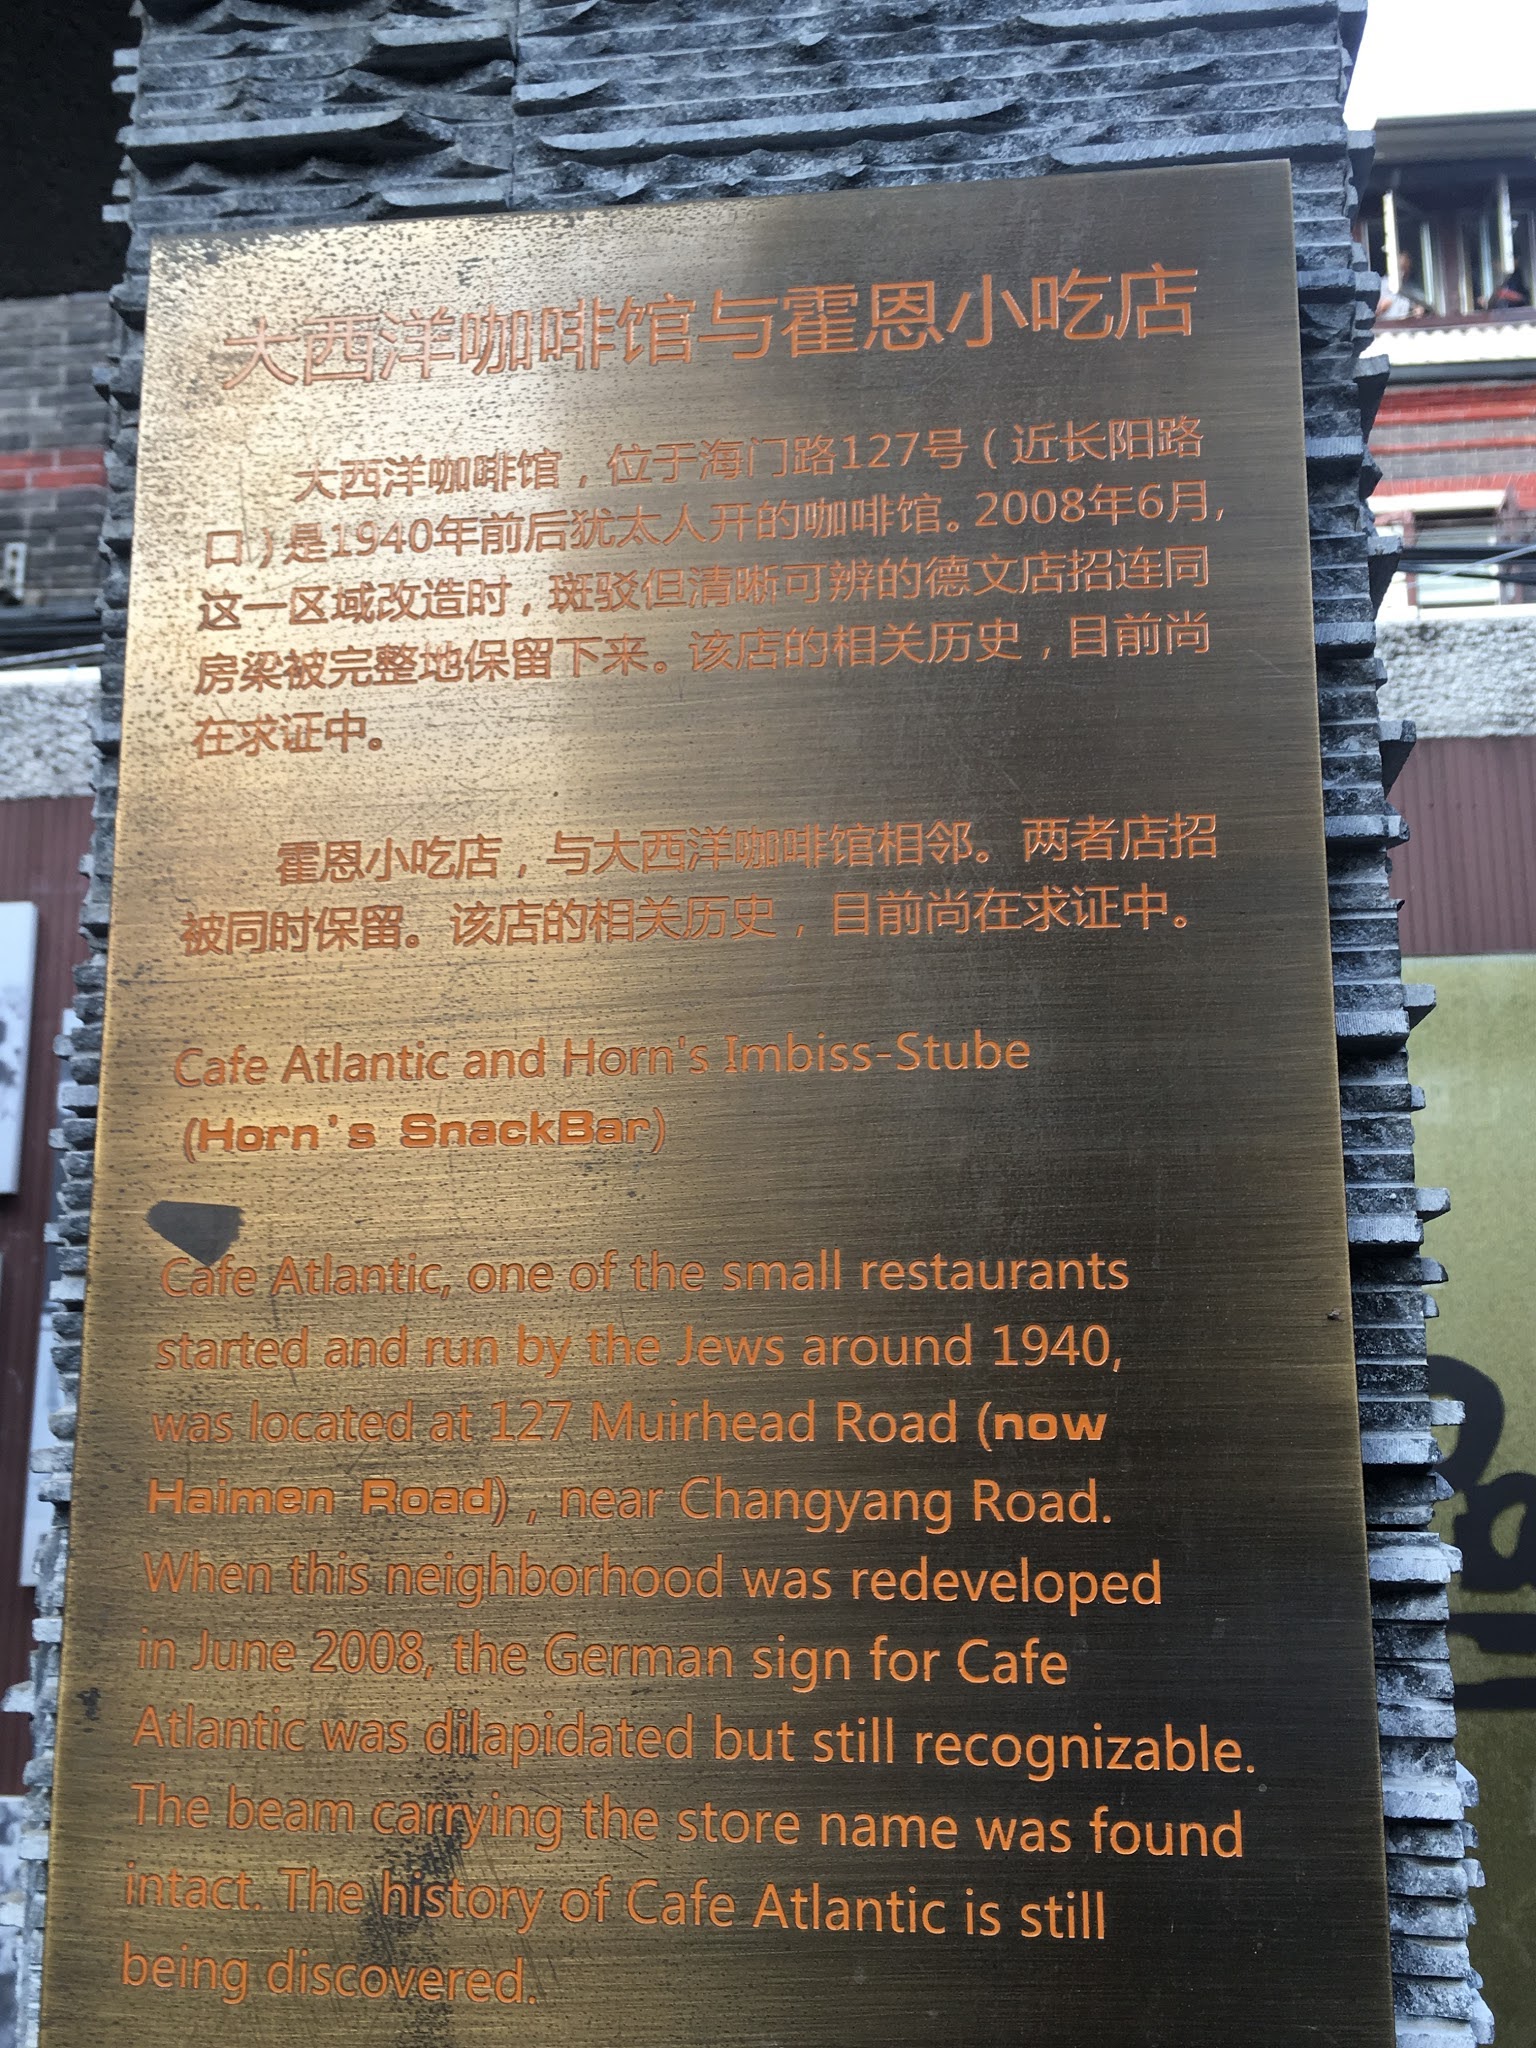 大西洋咖啡馆与霍恩小吃店
大西洋咖啡馆，位于海门路127号（近长阳路
口）是1940年前后犹太人开的咖啡馆。2008年6月，
这一区域改造时，斑驳但清晰可辨的德文店招连同
房梁被完整地保留下来。该店的相关历史，目前尚
在求证中。
霍恩小吃店，与大西洋咖啡馆相邻。两者店招
被同时保留。该店的相关历史，目前尚在求证中。
Cafe Atlantic and Horn's Imbiss-Stube
(Horn's SnackBar)
Cafe Atlantic, one of the small restaurants
started and run by the Jews around 1940,
was located at 127 Muirhead Road (now
Haimen Road) , near Changyang Road.
When this neighborhood was redeveloped
in June 2008, the German sign for Cafe
Atlantic was dilapidated but still recognizable.
The beam carrying the store name was found
intact. The history of Cafe Atlantic is still
being discovered.